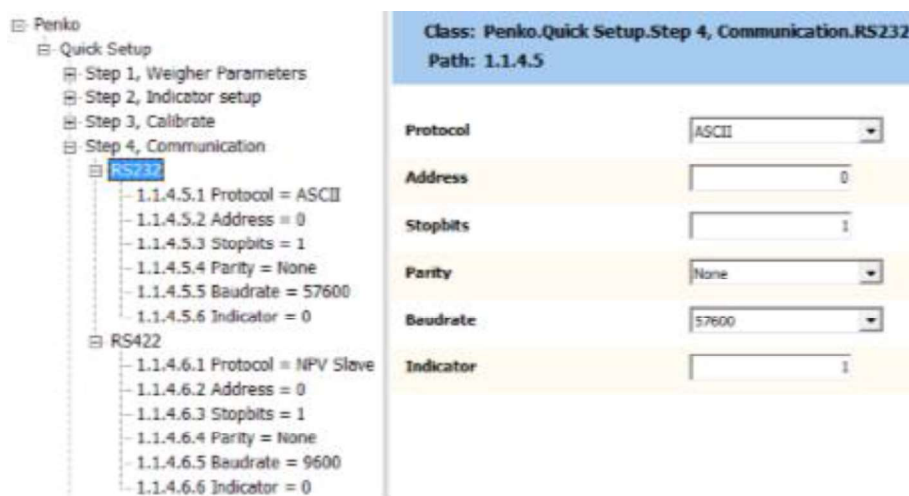 Penko
Quick Setup
Step 1, Weigher Parameters
Step 2, Indicator setup
Step 3, Calibrate
Step 4, Communication
RS232
1.1.4.5.1 Protocol = ASCII
1.1.4.5.2 Address = 0
1.1.4.5.3 Stopbits = 1
1.1.4.5.4 Parity = None
1.1.4.5.5 Baudrate = 57600
1.1.4.5.6 Indicator = 0
RS422
1.1.4.6.1 Protocol = NPV Slave
1.1.4.6.2 Address = 0
1.1.4.6.3 Stopbits = 1
1.1.4.6.4 Parity = None
1.1.4.6.5 Baudrate = 9600
1.1.4.6.6 Indicator = 0
Class: Penko.Quick Setup.Step 4, Communication.RS232
Path: 1.1.4.5
Protocol ASCII
Address 0
Stopbits 1
Parity None
Baudrate 57600
Indicator 1